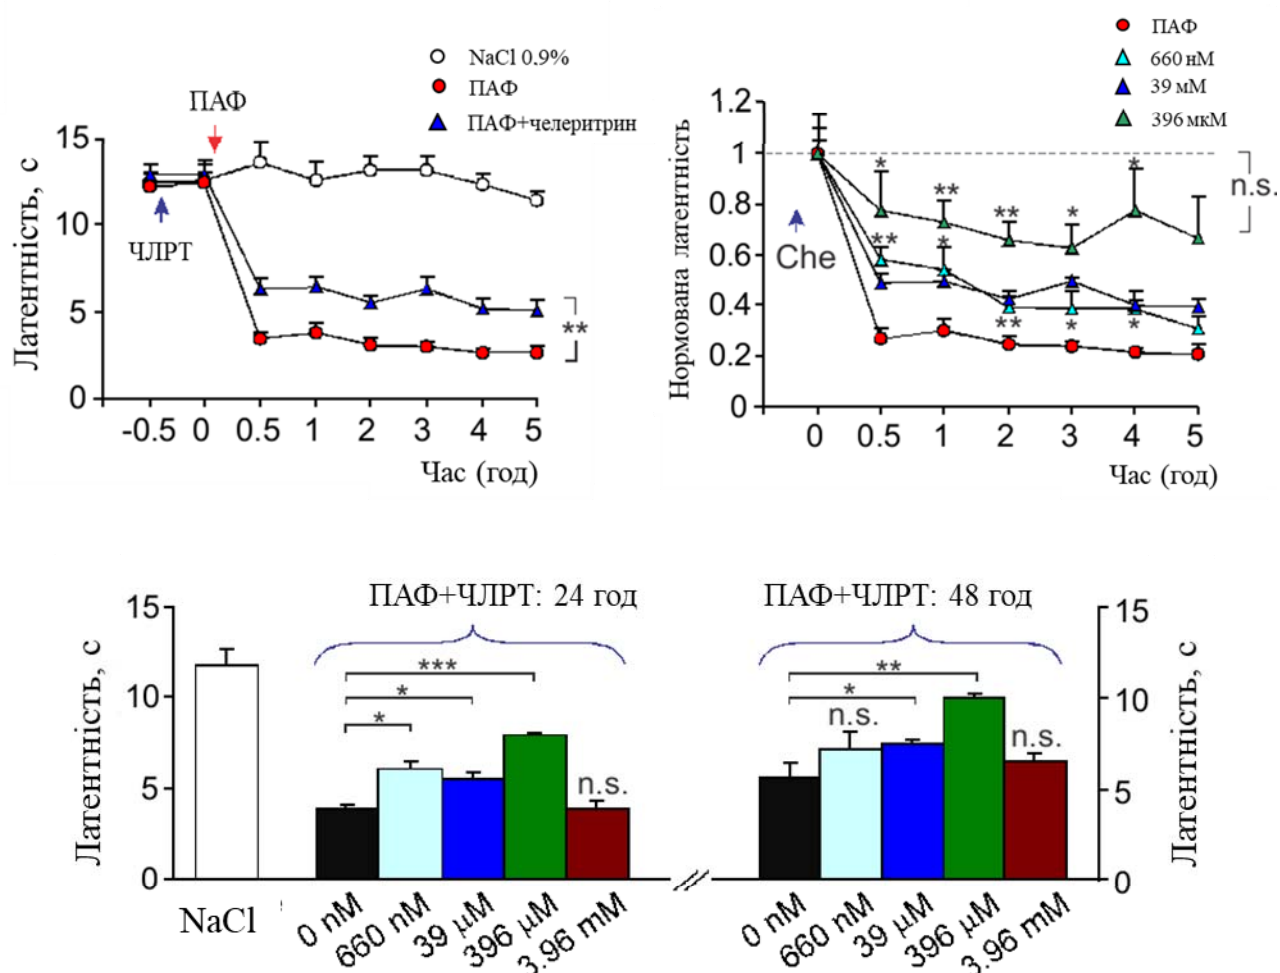 NaCl 0.9%
ПАФ
ПАФ+челеритрин
ПАФ
ЧЛРТ
Латентність, с
15
10
5
0
**
-0.5 0 0.5 1 2 3 4 5
Час (год)
ПАФ
660 нМ
39 мМ
396 мкМ
Нормована латентність
1.2
1
0.8
0.6
0.4
0.2
0
* ** ** * *
** *
** * *
n.s.
Che
0 0.5 1 2 3 4 5
Час (год)
ПАФ+ЧЛРТ: 24 год
ПАФ+ЧЛРТ: 48 год
Латентність, с
15
10
5
0
***
*
*
n.s.
**
*
n.s.
n.s.
15
10
5
0
Латентність, с
NaCl
0 nM
660 nM
39 µM
396 µM
3.96 mM
0 nM
660 nM
39 µM
396 µM
3.96 mM